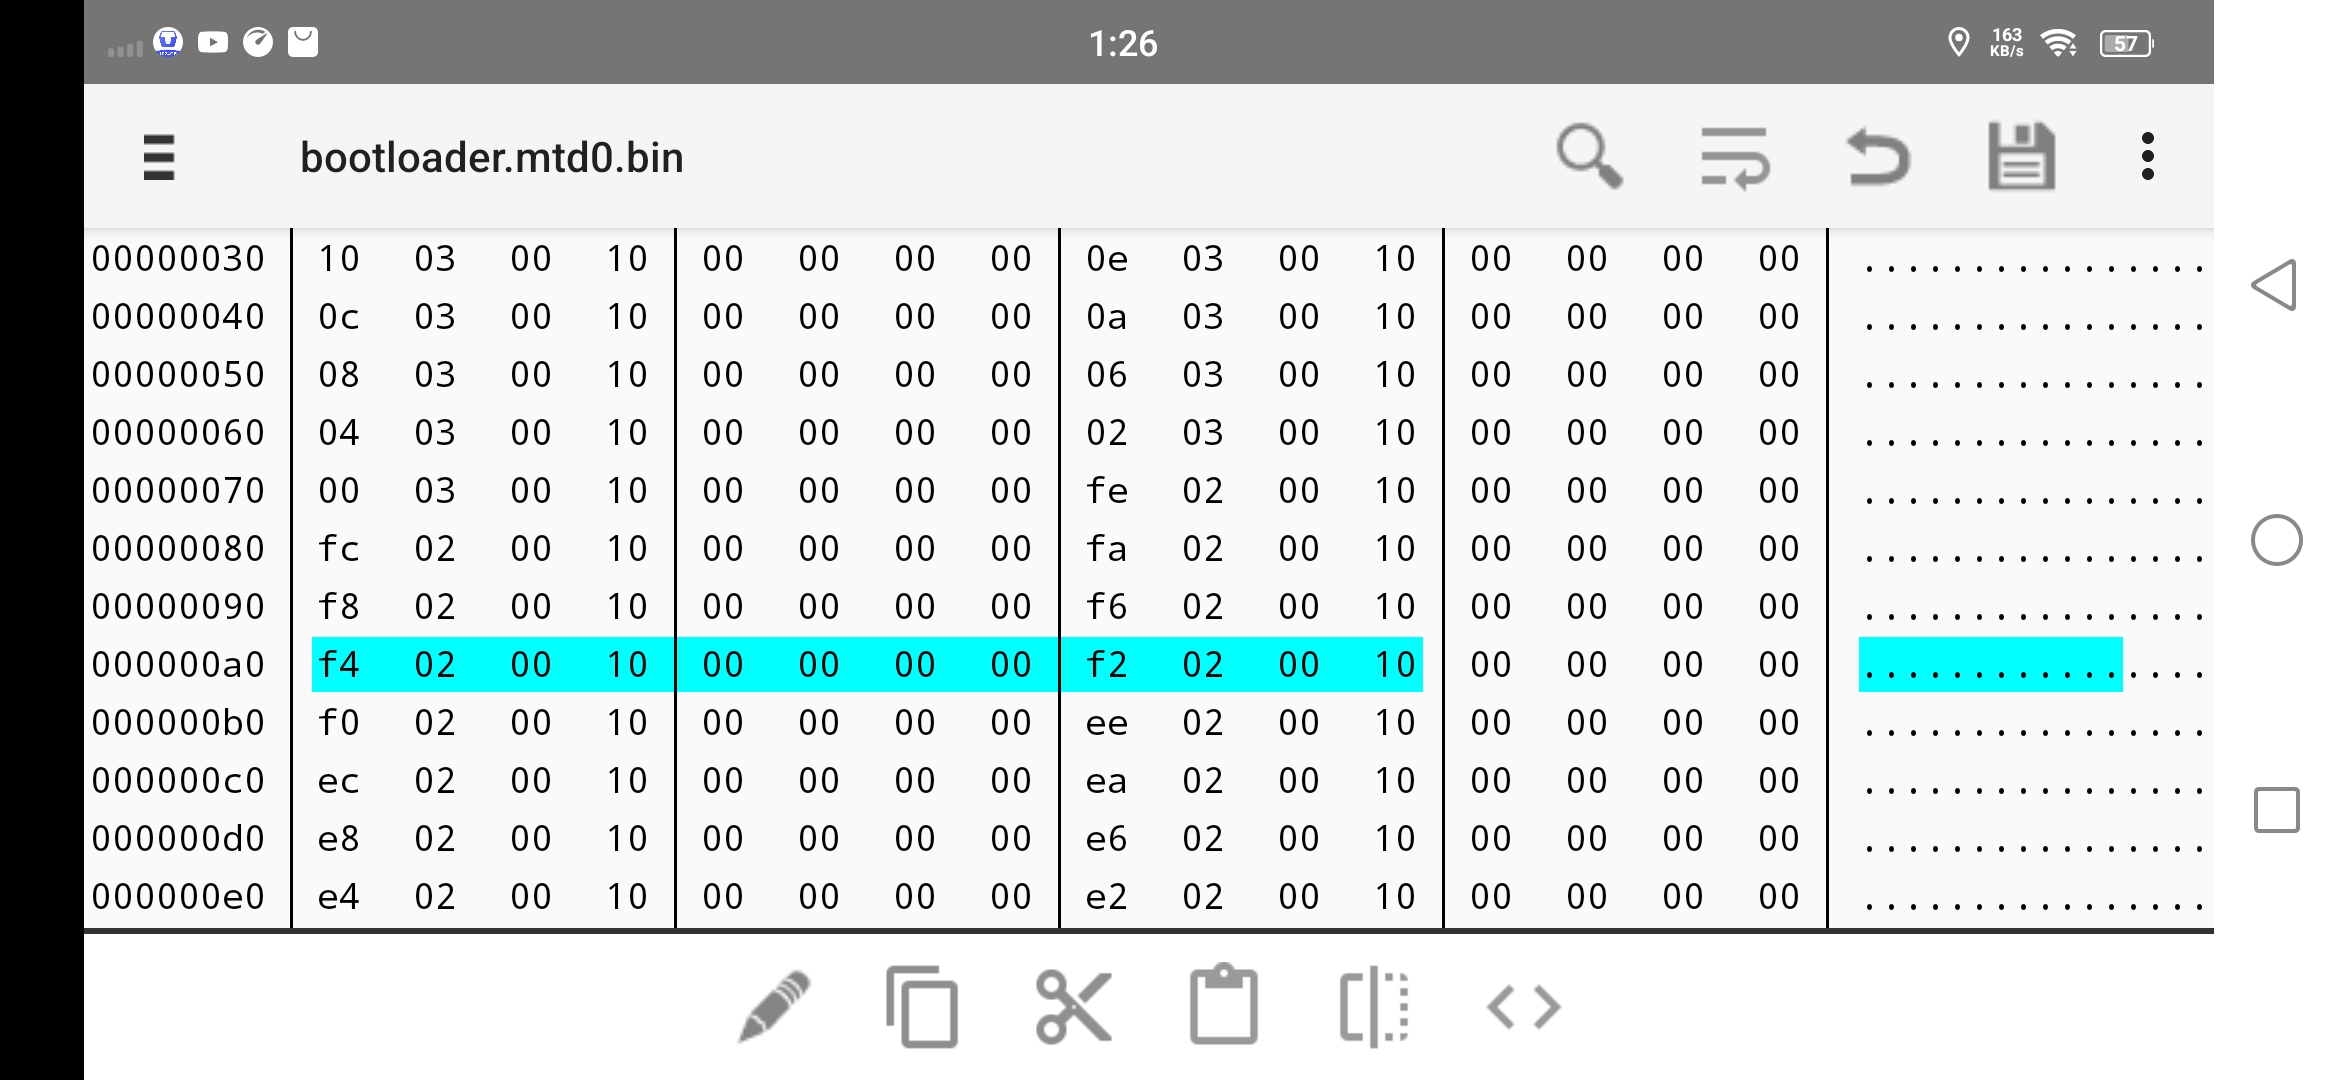 1:26
163
KB/s
57
bootloader.mtd0.bin
00000030 10 03 00 10 00 00 00 00 0e 03 00 10 00 00 00 00 ................
00000040 0c 03 00 10 00 00 00 00 0a 03 00 10 00 00 00 00 ................
00000050 08 03 00 10 00 00 00 00 06 03 00 10 00 00 00 00 ................
00000060 04 03 00 10 00 00 00 00 02 03 00 10 00 00 00 00 ................
00000070 00 03 00 10 00 00 00 00 fe 02 00 10 00 00 00 00 ................
00000080 fc 02 00 10 00 00 00 00 fa 02 00 10 00 00 00 00 ................
00000090 f8 02 00 10 00 00 00 00 f6 02 00 10 00 00 00 00 ................
000000a0 f4 02 00 10 00 00 00 00 f2 02 00 10 00 00 00 00 ................
000000b0 f0 02 00 10 00 00 00 00 ee 02 00 10 00 00 00 00 ................
000000c0 ec 02 00 10 00 00 00 00 ea 02 00 10 00 00 00 00 ................
000000d0 e8 02 00 10 00 00 00 00 e6 02 00 10 00 00 00 00 ................
000000e0 e4 02 00 10 00 00 00 00 e2 02 00 10 00 00 00 00 ................